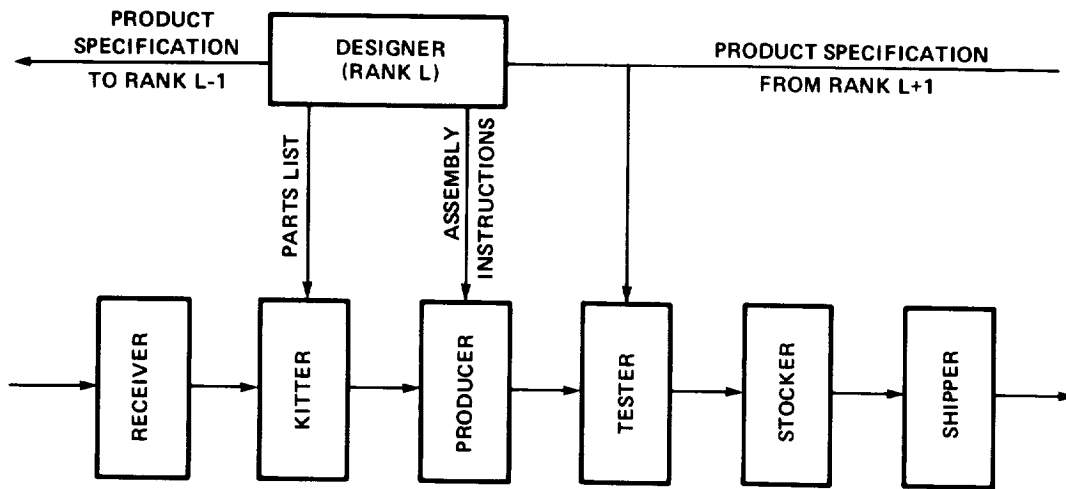 PRODUCT
SPECIFICATION
TO RANK L-1
DESIGNER
(RANK L)
PRODUCT SPECIFICATION
FROM RANK L+1
PARTS LIST
ASSEMBLY
INSTRUCTIONS
RECEIVER
KITTER
PRODUCER
TESTER
STOCKER
SHIPPER